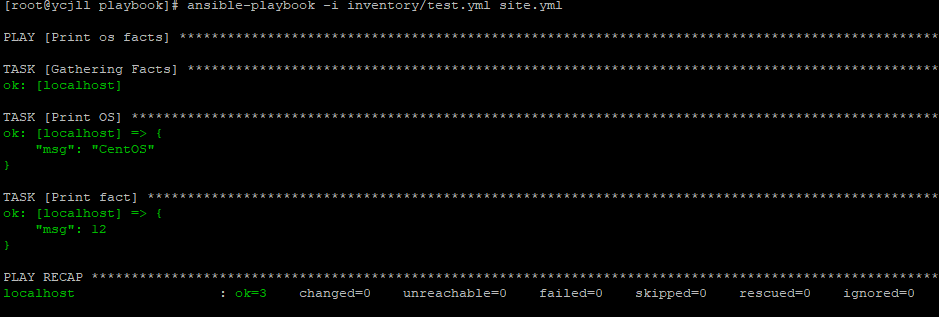 [root@ycjll playbook]# ansible-playbook -i inventory/test.yml site.yml
PLAY [Print os facts] *********************************************************************************************
TASK [Gathering Facts] ********************************************************************************************
ok: [localhost]
TASK [Print OS] ***************************************************************************************************
ok: [localhost] => {
    "msg": "CentOS"
}
TASK [Print fact] *************************************************************************************************
ok: [localhost] => {
    "msg": 12
}
PLAY RECAP ********************************************************************************************************
localhost                  : ok=3    changed=0    unreachable=0    failed=0    skipped=0    rescued=0    ignored=0